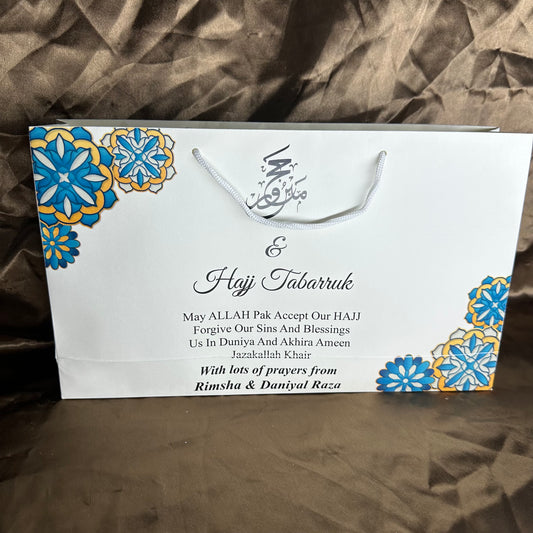 حج مبرور
&
Hajj Tabarruk
May ALLAH Pak Accept Our HAJJ
Forgive Our Sins And Blessings
Us In Duniya And Akhira Ameen
Jazakallah Khair
With lots of prayers from
Rimsha & Daniyal Raza